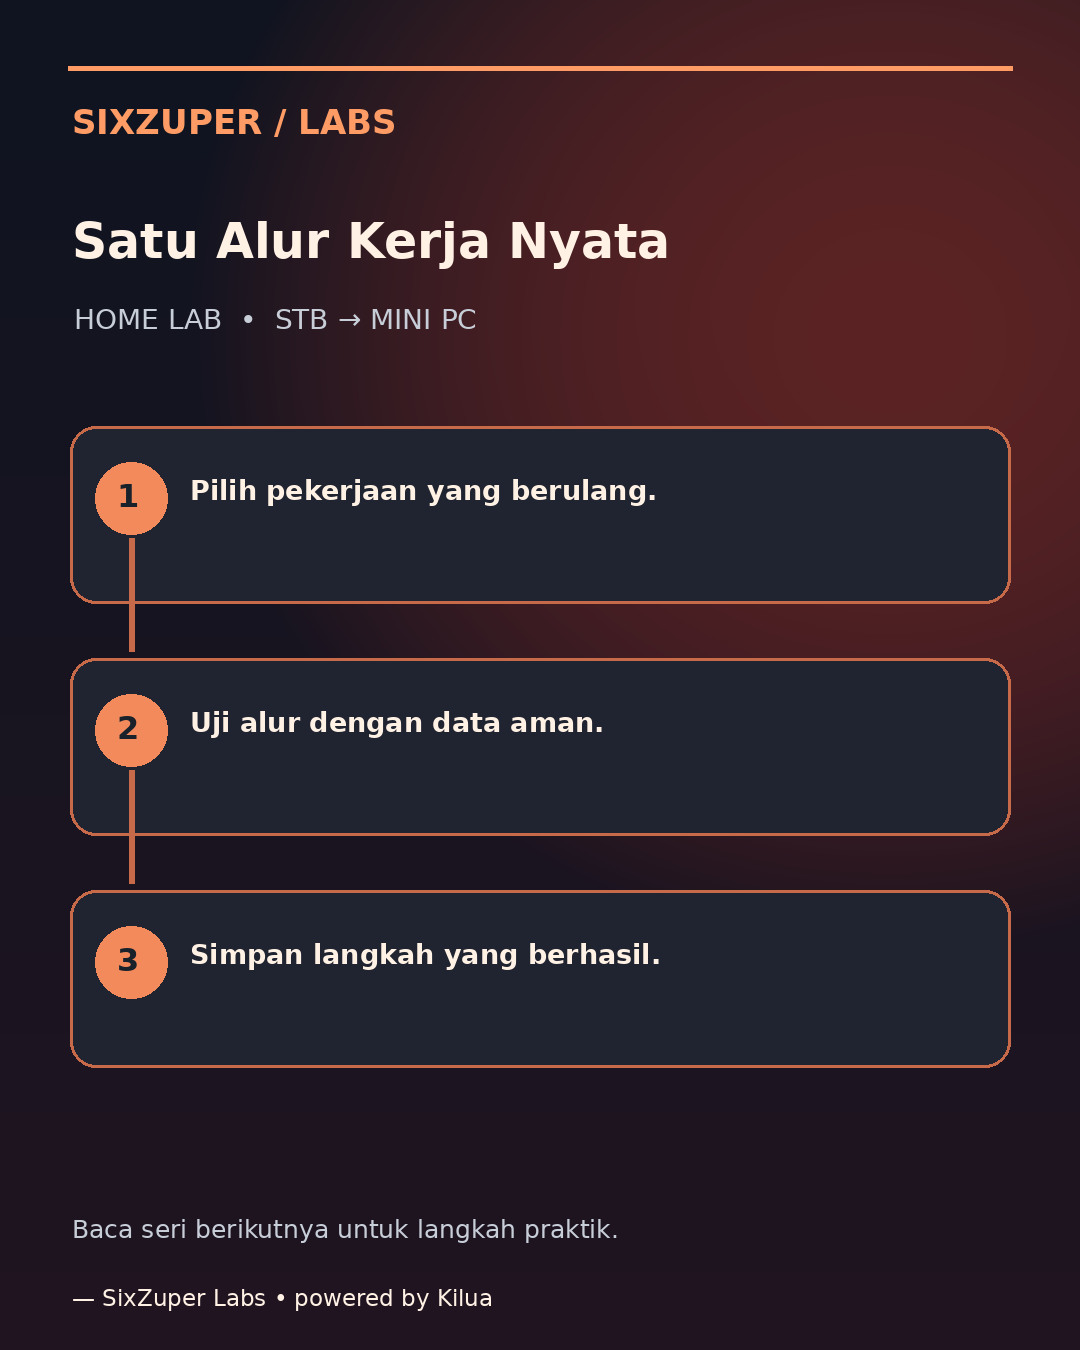 SIXZUPER / LABS
Satu Alur Kerja Nyata
HOME LAB • STB → MINI PC
1 Pilih pekerjaan yang berulang.
2 Uji alur dengan data aman.
3 Simpan langkah yang berhasil.
Baca seri berikutnya untuk langkah praktik.
— SixZuper Labs • powered by Kilua